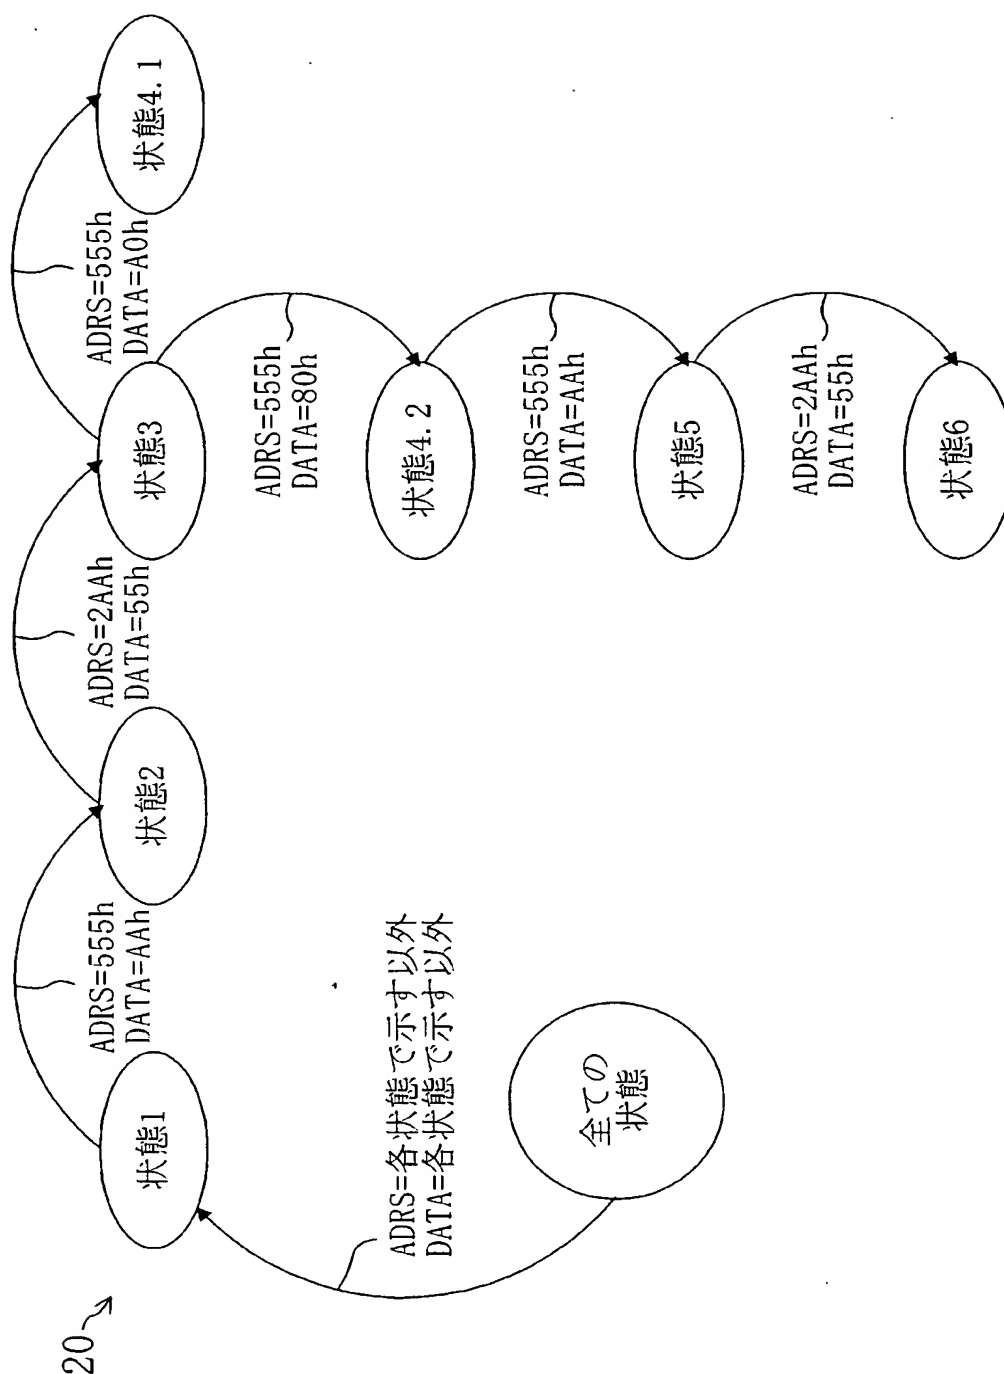 20
状態1
ADRS=555h
DATA=AAh
状態2
ADRS=2AAh
DATA=55h
状態3
ADRS=555h
DATA=A0h
状態4.1
ADRS=555h
DATA=80h
状態4.2
ADRS=555h
DATA=AAh
状態5
ADRS=2AAh
DATA=55h
状態6
ADRS=各状態で示す以外
DATA=各状態で示す以外
全ての
状態